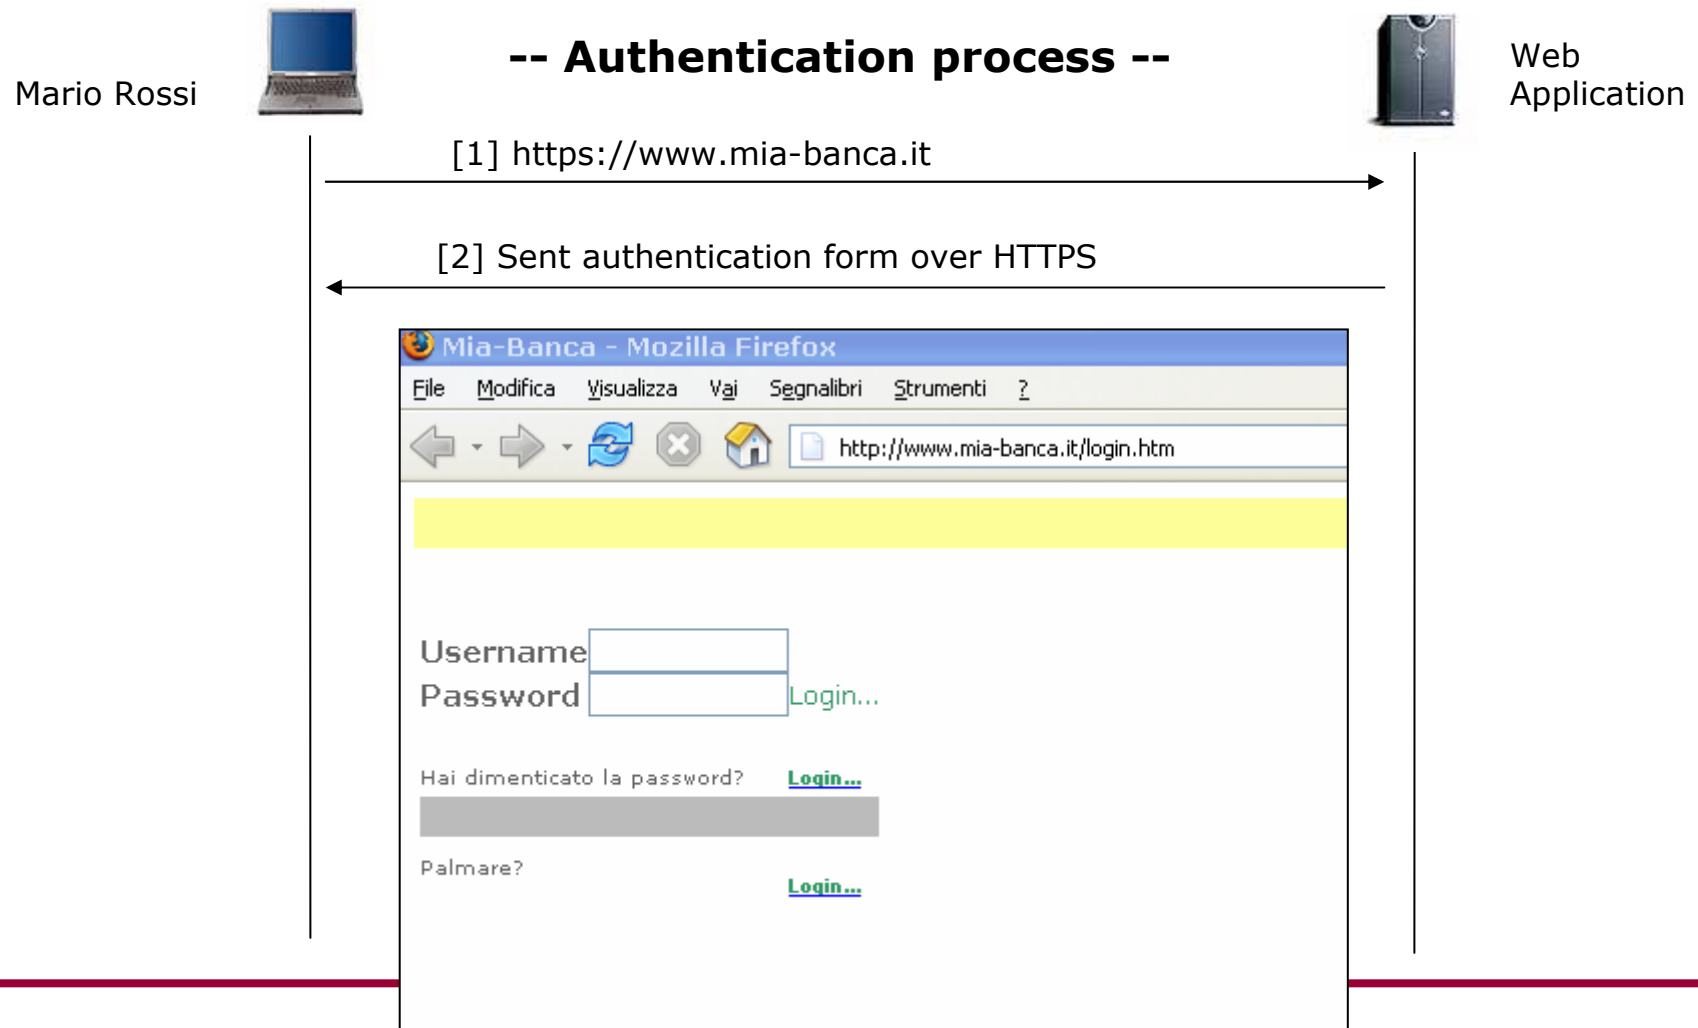 -- Authentication process --
Mario Rossi
Web
Application
[1] https://www.mia-banca.it
[2] Sent authentication form over HTTPS
Mia-Banca - Mozilla Firefox
File Modifica Visualizza Vai Segnalibri Strumenti ?
http://www.mia-banca.it/login.htm
Username
Password Login...
Hai dimenticato la password? Login...
Palmare?
Login...